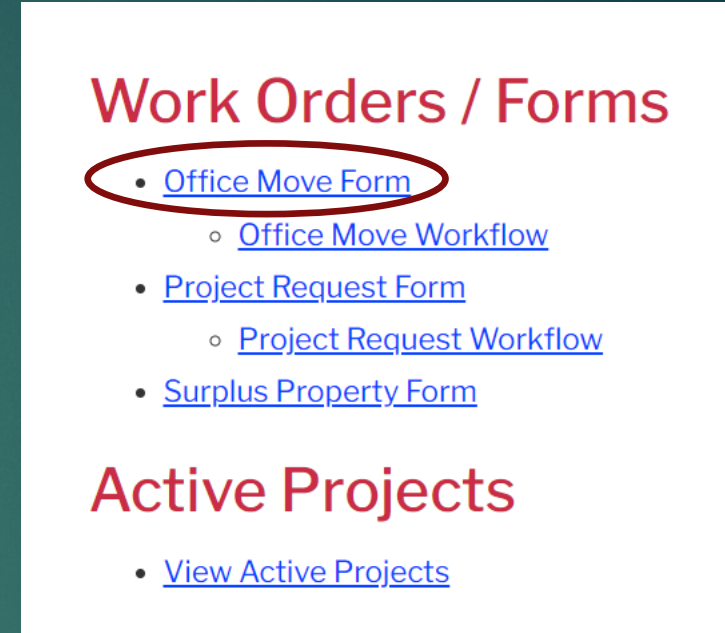 Work Orders / Forms
Office Move Form
Office Move Workflow
Project Request Form
Project Request Workflow
Surplus Property Form
Active Projects
View Active Projects